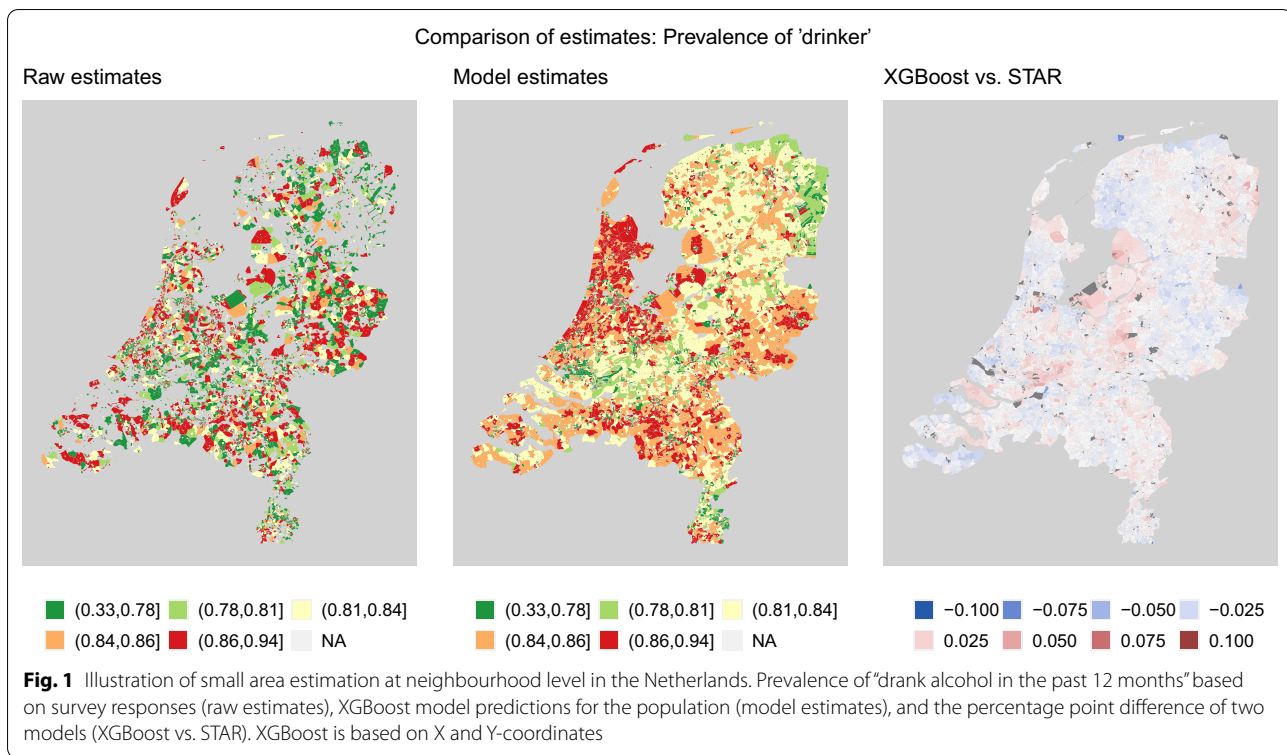 Comparison of estimates: Prevalence of ’drinker’
Raw estimates
Model estimates
XGBoost vs. STAR
(0.33,0.78] (0.78,0.81] (0.81,0.84]
(0.84,0.86] (0.86,0.94] NA
(0.33,0.78] (0.78,0.81] (0.81,0.84]
(0.84,0.86] (0.86,0.94] NA
−0.100 −0.075 −0.050 −0.025
0.025 0.050 0.075 0.100
Fig. 1 Illustration of small area estimation at neighbourhood level in the Netherlands. Prevalence of “drank alcohol in the past 12 months” based
on survey responses (raw estimates), XGBoost model predictions for the population (model estimates), and the percentage point difference of two
models (XGBoost vs. STAR). XGBoost is based on X and Y-coordinates